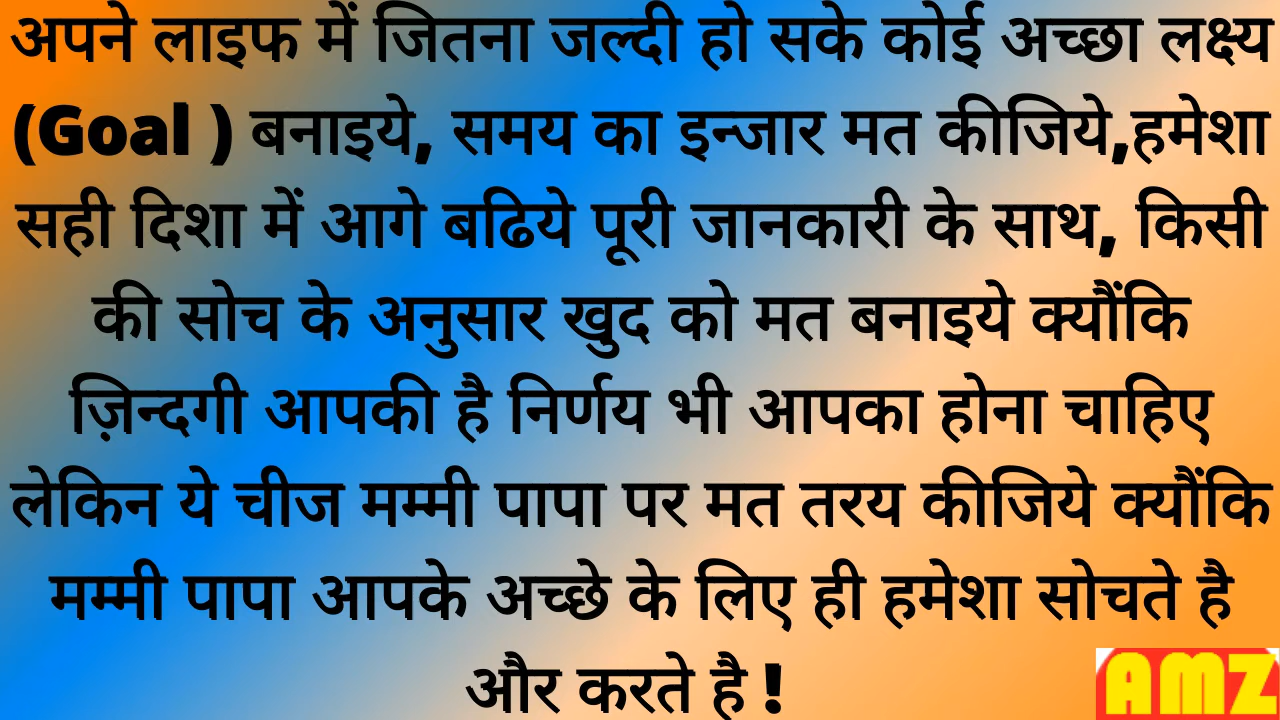 अपने लाइफ में जितना जल्दी हो सके कोई अच्छा लक्ष्य
(Goal ) बनाइये, समय का इन्जार मत कीजिये,हमेशा
सही दिशा में आगे बढिये पूरी जानकारी के साथ, किसी
की सोच के अनुसार खुद को मत बनाइये क्यौंकि
ज़िन्दगी आपकी है निर्णय भी आपका होना चाहिए
लेकिन ये चीज मम्मी पापा पर मत तरय कीजिये क्यौंकि
मम्मी पापा आपके अच्छे के लिए ही हमेशा सोचते है
और करते है !
AMZ